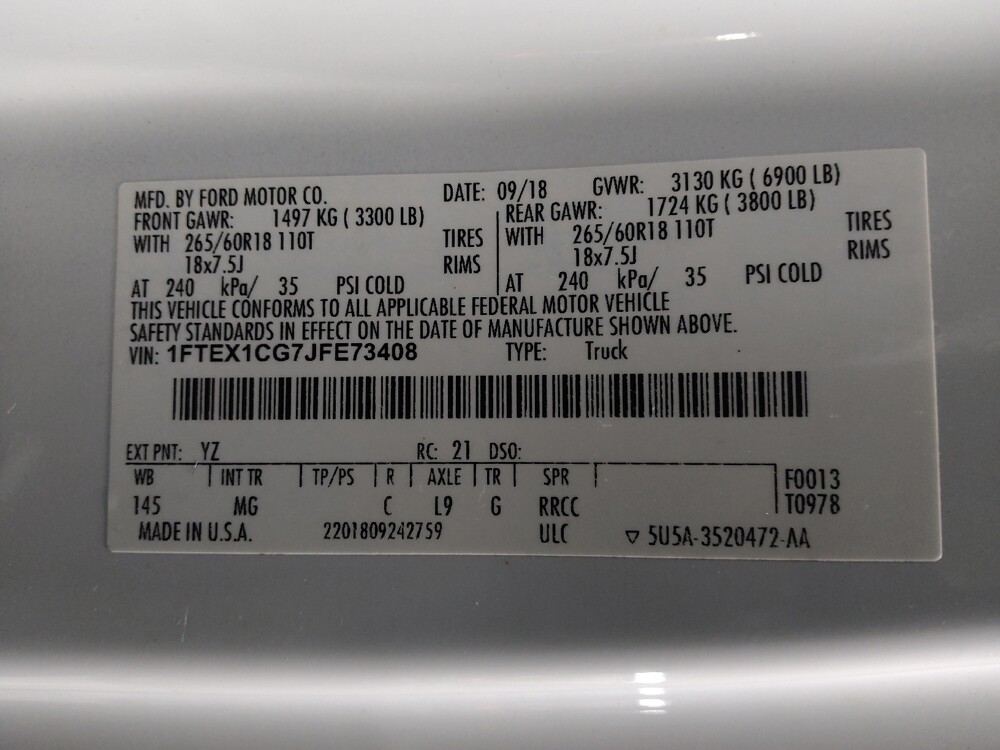 MFD. BY FORD MOTOR CO. DATE: 09/18 GVWR: 3130 KG ( 6900 LB)
FRONT GAWR: 1497 KG ( 3300 LB) REAR GAWR: 1724 KG ( 3800 LB)
WITH 265/60R18 110T TIRES WITH 265/60R18 110T TIRES
18x7.5J RIMS 18x7.5J RIMS
AT 240 kPa/ 35 PSI COLD AT 240 kPa/ 35 PSI COLD
THIS VEHICLE CONFORMS TO ALL APPLICABLE FEDERAL MOTOR VEHICLE
SAFETY STANDARDS IN EFFECT ON THE DATE OF MANUFACTURE SHOWN ABOVE.
VIN: 1FTEX1CG7JFE73408 TYPE: Truck
EXT PNT: YZ RC: 21 DSO:
WB INT TR TP/PS R AXLE TR SPR F0013
145 MG C L9 G RRCC T0978
MADE IN U.S.A. 2201809242759 ULC ▽ 5U5A-3520472-AA